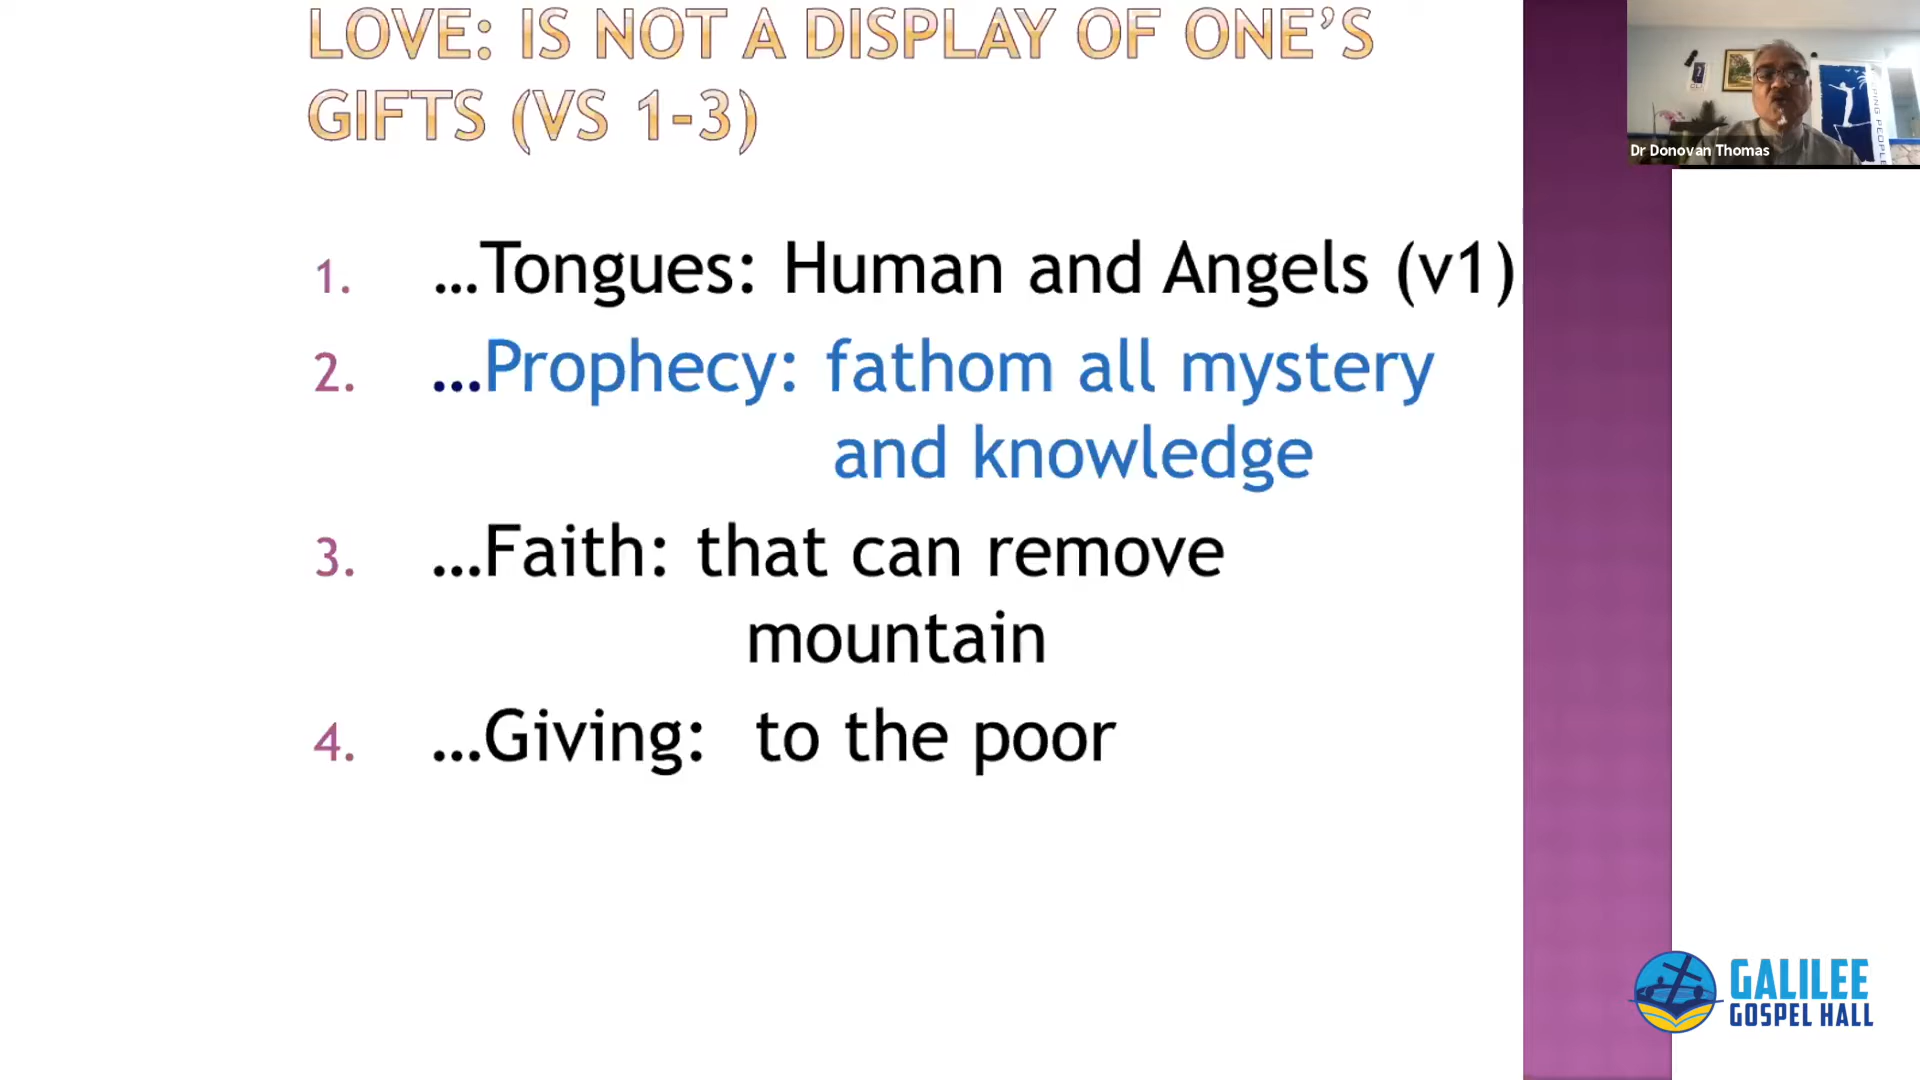 LOVE: IS NOT A DISPLAY OF ONE'S
GIFTS (VS 1-3)
1. ...Tongues: Human and Angels (v1)
2. ...Prophecy: fathom all mystery
and knowledge
3. ...Faith: that can remove
mountain
4. ...Giving: to the poor
PING PEOPLE
Dr Donovan Thomas
GALILEE
GOSPEL HALL